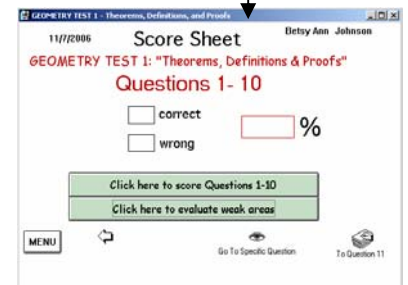 GEOMETRY TEST 1 - Theorems, Definitions, and Proofs
11/7/2006 Score Sheet Betsy Ann Johnson
GEOMETRY TEST 1: "Theorems, Definitions & Proofs"
Questions 1- 10
correct
%
wrong
Click here to score Questions 1-10
Click here to evaluate weak areas
MENU
Go To Specific Question
To Question 11